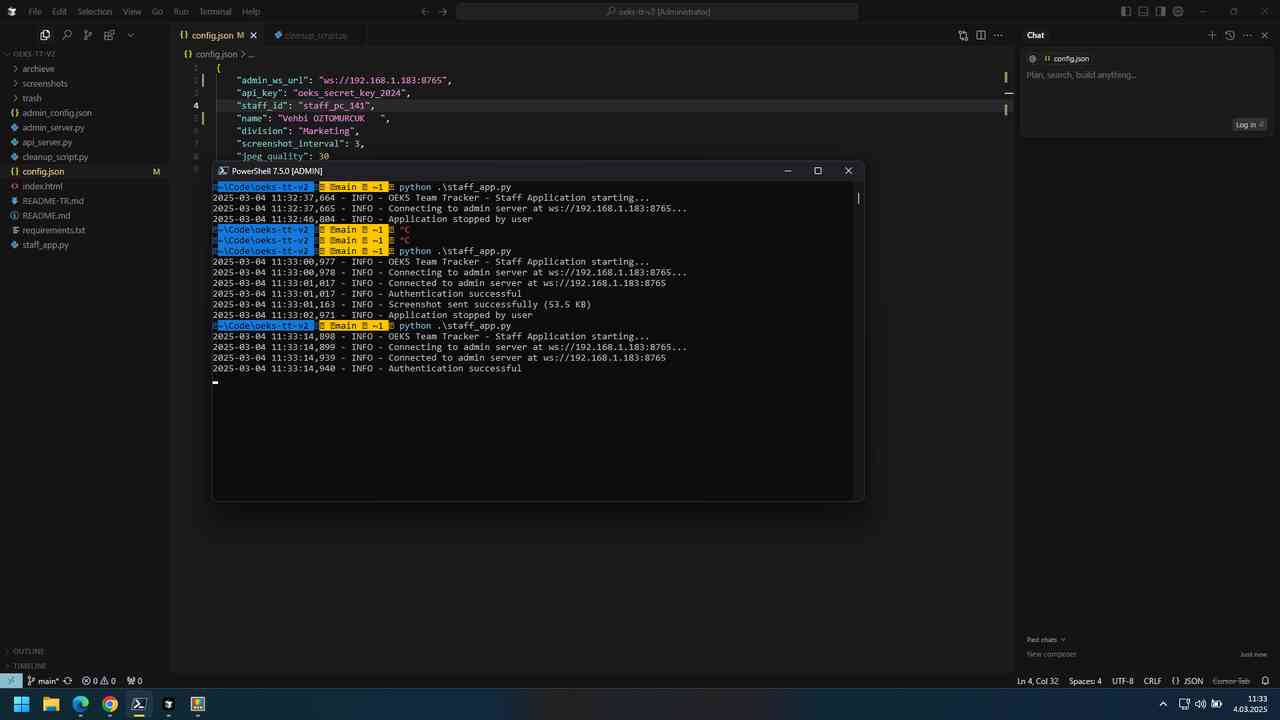 File Edit Selection View Go Run Terminal Help
oeks-tt-v2 [Administrator]
OEKS-TT-V2
archieve
screenshots
trash
admin_config.json
admin_server.py
api_server.py
cleanup_script.py
config.json M
index.html
README-TR.md
README.md
requirements.txt
staff_app.py
OUTLINE
TIMELINE
config.json M
cleanup_script.py
config.json > ...
1 {
2 "admin_ws_url": "ws://192.168.1.183:8765",
3 "api_key": "oeks_secret_key_2024",
4 "staff_id": "staff_pc_141",
5 "name": "Vehbi OZTOMURCUK   ",
6 "division": "Marketing",
7 "screenshot_interval": 3,
8 "jpeg_quality": 30
9
PowerShell 7.5.0 [ADMIN]
~\Code\oeks-tt-v2 main ~1 python .\staff_app.py
2025-03-04 11:32:37,664 - INFO - OEKS Team Tracker - Staff Application starting...
2025-03-04 11:32:37,665 - INFO - Connecting to admin server at ws://192.168.1.183:8765...
2025-03-04 11:32:46,804 - INFO - Application stopped by user
~\Code\oeks-tt-v2 main ~1 ^C
~\Code\oeks-tt-v2 main ~1 ^C
~\Code\oeks-tt-v2 main ~1 python .\staff_app.py
2025-03-04 11:33:00,977 - INFO - OEKS Team Tracker - Staff Application starting...
2025-03-04 11:33:00,978 - INFO - Connecting to admin server at ws://192.168.1.183:8765...
2025-03-04 11:33:01,017 - INFO - Connected to admin server at ws://192.168.1.183:8765
2025-03-04 11:33:01,017 - INFO - Authentication successful
2025-03-04 11:33:01,163 - INFO - Screenshot sent successfully (53.5 KB)
2025-03-04 11:33:02,971 - INFO - Application stopped by user
~\Code\oeks-tt-v2 main ~1 python .\staff_app.py
2025-03-04 11:33:14,898 - INFO - OEKS Team Tracker - Staff Application starting...
2025-03-04 11:33:14,899 - INFO - Connecting to admin server at ws://192.168.1.183:8765...
2025-03-04 11:33:14,939 - INFO - Connected to admin server at ws://192.168.1.183:8765
2025-03-04 11:33:14,940 - INFO - Authentication successful
Chat
config.json
Plan, search, build anything...
Log in
Past chats
New composer Just now
main* 0 0 0
Ln 4, Col 32 Spaces: 4 UTF-8 CRLF {} JSON Cursor Tab
11:33
4.03.2025